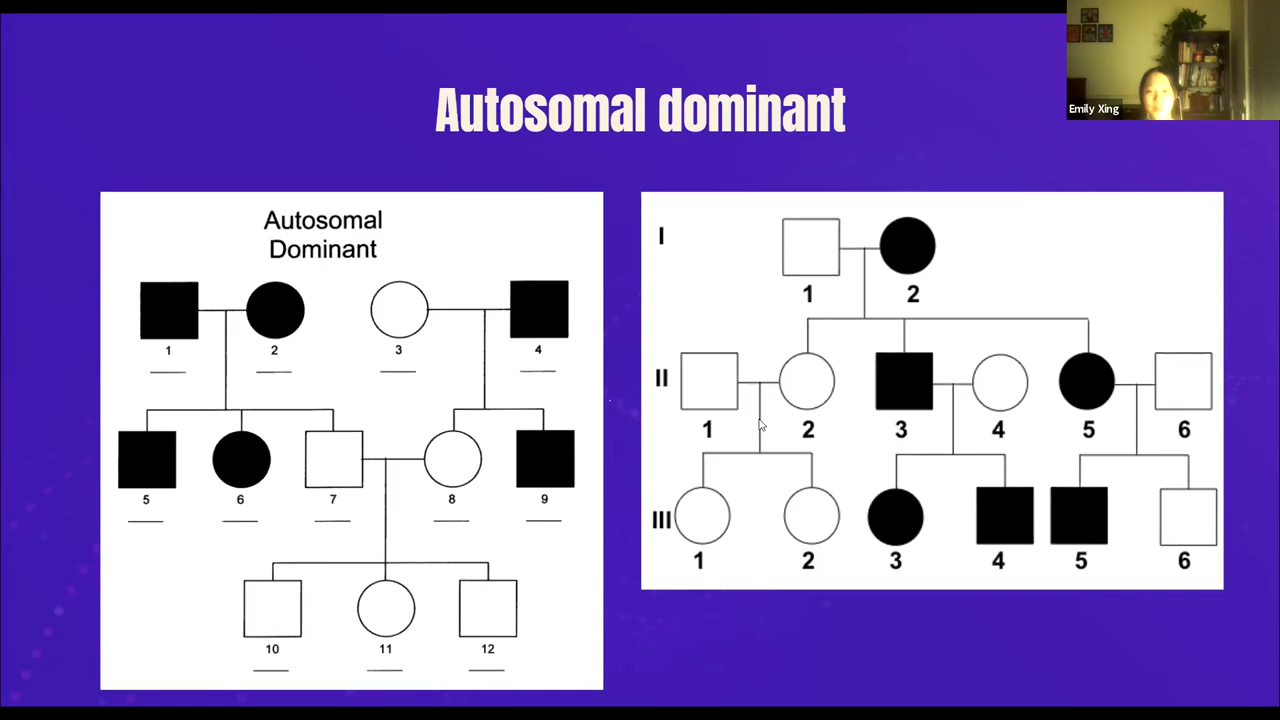 Autosomal dominant
Emily Xing
Autosomal
Dominant
1 2 3 4
5 6 7 8 9
10 11 12
I
1 2
II
1 2 3 4 5 6
III
1 2 3 4 5 6